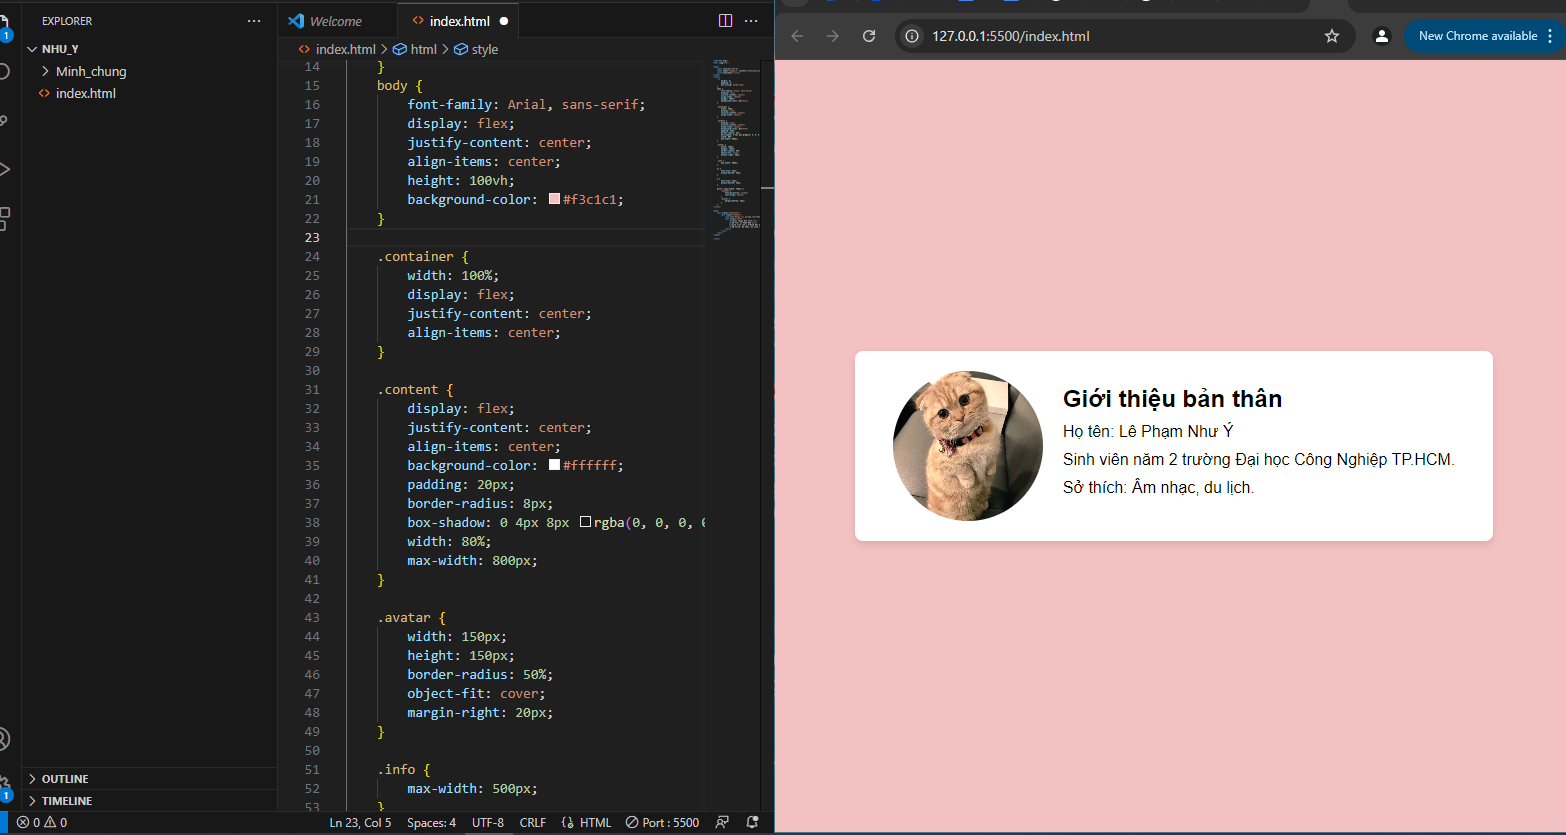 EXPLORER
NHU_Y
Minh_chung
index.html
OUTLINE
TIMELINE
Welcome
index.html
index.html > html > style
14 }
15 body {
16 font-family: Arial, sans-serif;
17 display: flex;
18 justify-content: center;
19 align-items: center;
20 height: 100vh;
21 background-color: #f3c1c1;
22 }
23
24 .container {
25 width: 100%;
26 display: flex;
27 justify-content: center;
28 align-items: center;
29 }
30
31 .content {
32 display: flex;
33 justify-content: center;
34 align-items: center;
35 background-color: #ffffff;
36 padding: 20px;
37 border-radius: 8px;
38 box-shadow: 0 4px 8px rgba(0, 0, 0, 0
39 width: 80%;
40 max-width: 800px;
41 }
42
43 .avatar {
44 width: 150px;
45 height: 150px;
46 border-radius: 50%;
47 object-fit: cover;
48 margin-right: 20px;
49 }
50
51 .info {
52 max-width: 500px;
53 }
1
1
0 0
Ln 23, Col 5
Spaces: 4
UTF-8
CRLF
HTML
Port : 5500
127.0.0.1:5500/index.html
New Chrome available
Giới thiệu bản thân
Họ tên: Lê Phạm Như Ý
Sinh viên năm 2 trường Đại học Công Nghiệp TP.HCM.
Sở thích: Âm nhạc, du lịch.